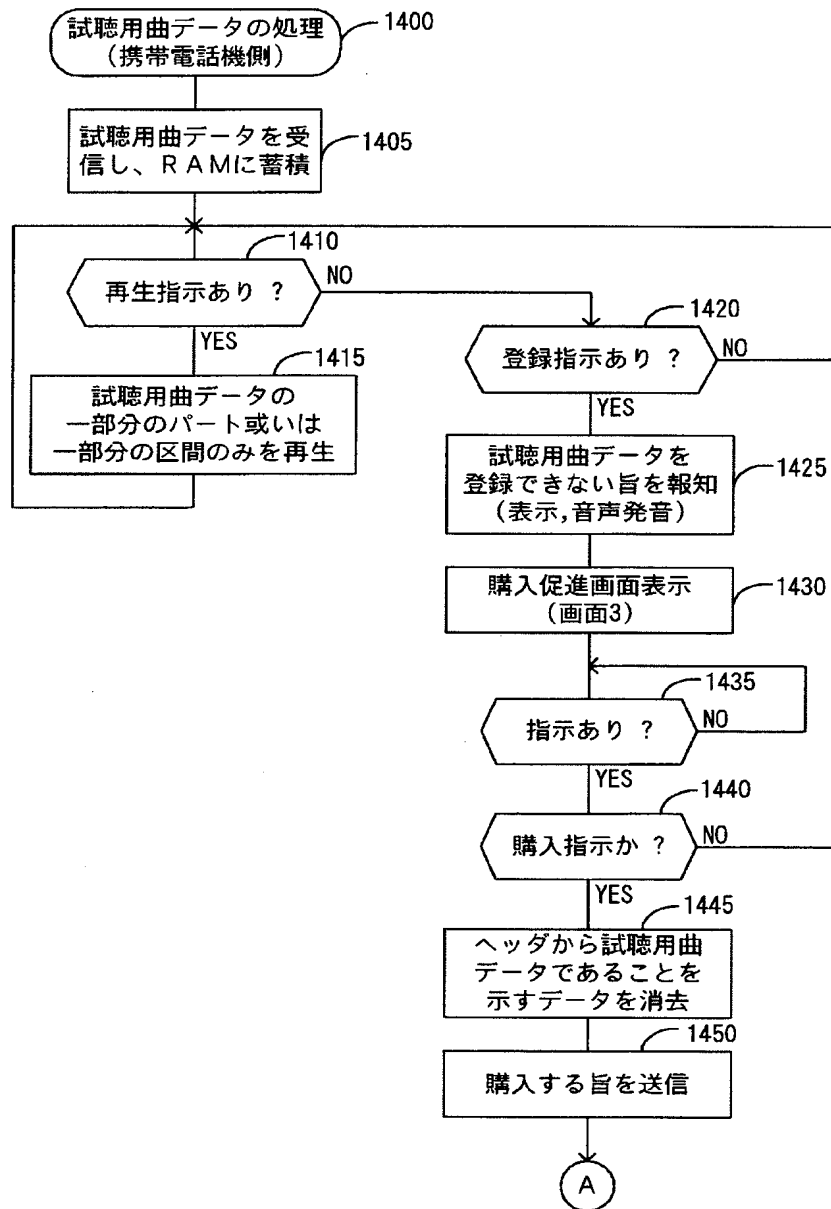 試聴用曲データの処理
(携帯電話機側)
1400
試聴用曲データを受
信し、RAMに蓄積
1405
1410
再生指示あり ?
NO
YES
1415
試聴用曲データの
一部分のパート或いは
一部分の区間のみを再生
1420
登録指示あり ?
NO
YES
試聴用曲データを
登録できない旨を報知
(表示,音声発音)
1425
購入促進画面表示
(画面3)
1430
1435
指示あり ?
NO
YES
1440
購入指示か ?
NO
YES
1445
ヘッダから試聴用曲
データであることを
示すデータを消去
1450
購入する旨を送信
A